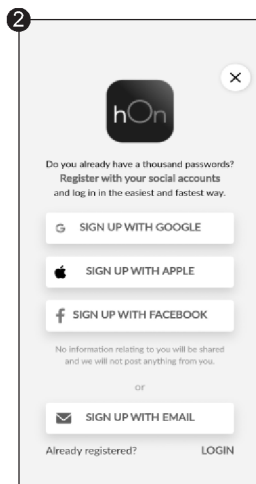 2
×
hOn
Do you already have a thousand passwords?
Register with your social accounts
and log in in the easiest and fastest way.
G SIGN UP WITH GOOGLE
SIGN UP WITH APPLE
f SIGN UP WITH FACEBOOK
No information relating to you will be shared
and we will not post anything from you.
or
SIGN UP WITH EMAIL
Already registered? LOGIN